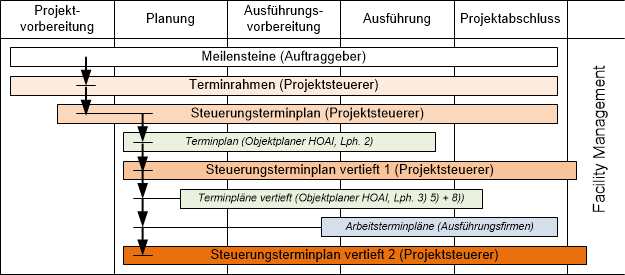 Projekt-
vorbereitung
Planung
Ausführungs-
vorbereitung
Ausführung
Projektabschluss
Meilensteine (Auftraggeber)
Terminrahmen (Projektsteuerer)
Steuerungsterminplan (Projektsteuerer)
Terminplan (Objektplaner HOAI, Lph. 2)
Steuerungsterminplan vertieft 1 (Projektsteuerer)
Terminpläne vertieft (Objektplaner HOAI, Lph. 3) 5) + 8))
Arbeitsterminpläne (Ausführungsfirmen)
Steuerungsterminplan vertieft 2 (Projektsteuerer)
Facility Management